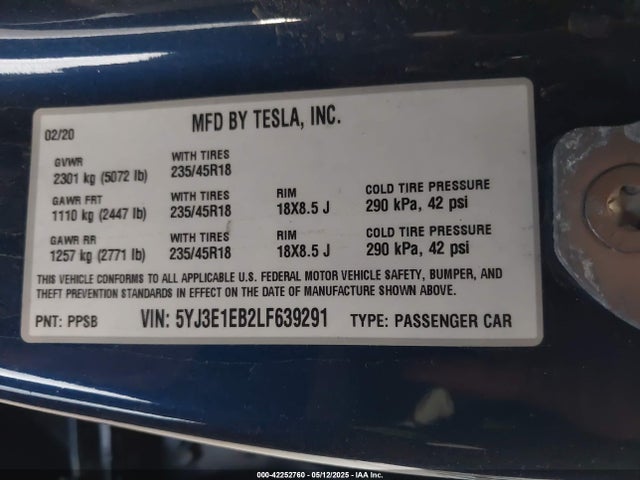 MFD BY TESLA, INC.
02/20
GVWR WITH TIRES
2301 kg (5072 lb) 235/45R18
GAWR FRT WITH TIRES RIM COLD TIRE PRESSURE
1110 kg (2447 lb) 235/45R18 18X8.5 J 290 kPa, 42 psi
GAWR RR WITH TIRES RIM COLD TIRE PRESSURE
1257 kg (2771 lb) 235/45R18 18X8.5 J 290 kPa, 42 psi
THIS VEHICLE CONFORMS TO ALL APPLICABLE U.S. FEDERAL MOTOR VEHICLE SAFETY, BUMPER, AND
THEFT PREVENTION STANDARDS IN EFFECT ON THE DATE OF MANUFACTURE SHOWN ABOVE.
PNT: PPSB VIN: 5YJ3E1EB2LF639291 TYPE: PASSENGER CAR
000-42252760 - 05/12/2025 - IAA Inc.